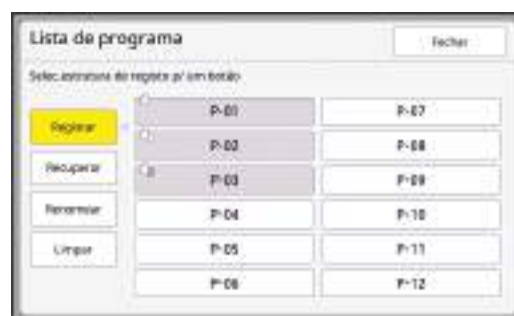 Lista de programa
Fechar
Selec.estrutura de registo p/ um botão
Registar
Recuperar
Renomear
Limpar
P-01
P-02
P-03
P-04
P-05
P-06
P-07
P-08
P-09
P-10
P-11
P-12